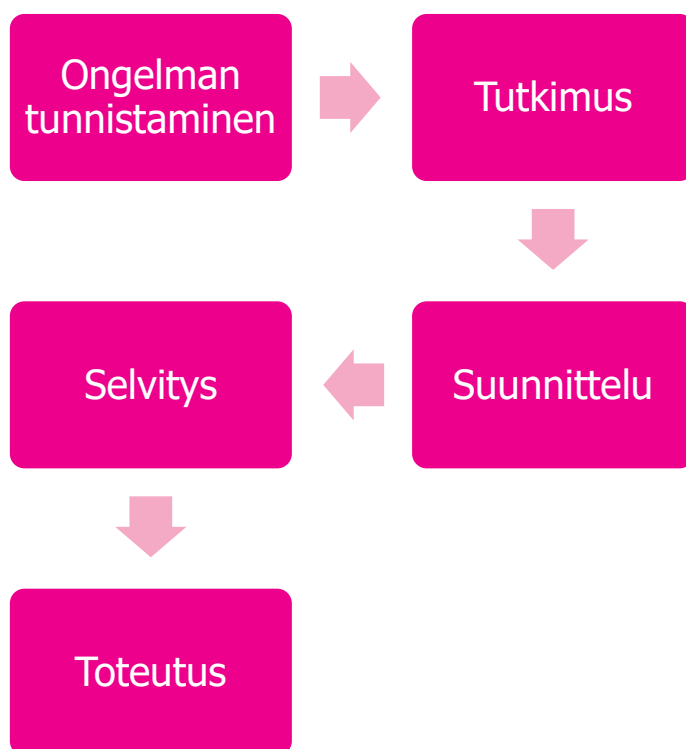 Ongelman
tunnistaminen
Tutkimus
Suunnittelu
Selvitys
Toteutus